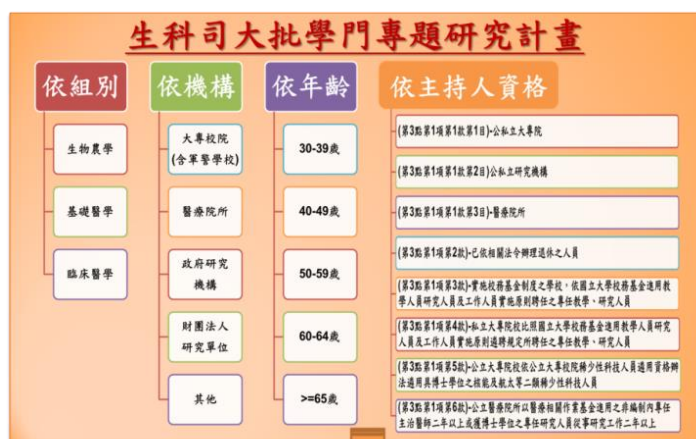 生科司大批學門專題研究計畫
依組別
生物農學
基礎醫學
臨床醫學
依機構
大專校院
(含軍警學校)
醫療院所
政府研究
機構
財團法人
研究單位
其他
依年齡
30-39歲
40-49歲
50-59歲
60-64歲
>=65歲
依主持人資格
(第3點第1項第1款第1目)-公私立大專院
(第3點第1項第1款第2目)公私立研究機構
(第3點第1項第1款第3目)-醫療院所
(第3點第1項第2款)-已依相關法令辦理退休之人員
(第3點第1項第3款)-實施校務基金制度之學校，依國立大學校務基金進用教
學人員研究人員及工作人員實施原則聘任之專任教學、研究人員
(第3點第1項第4款)-私立大專院校比照國立大學校務基金進用教學人員研究
人員及工作人員實施原則遴聘規定所聘任之專任教學、研究人員
(第3點第1項第5款)-公立大專院校依公立大專院校稀少性科技人員遴用資格辦
法遴用具博士學位之核能及航太等二類稀少性科技人員
(第3點第1項第6款)-公立醫療院所以醫療相關作業基金進用之非編制內專任
主治醫師二年以上或獲博士學位之專任研究人員從事研究工作二年以上